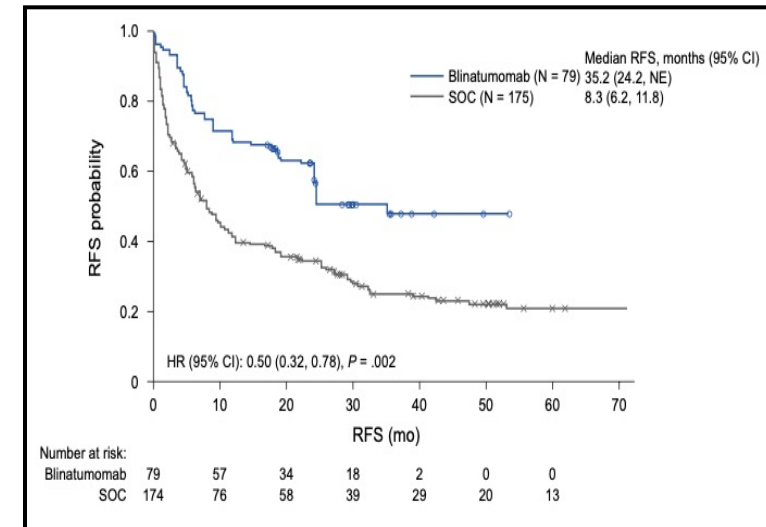 Median RFS, months (95% CI)
Blinatumomab (N = 79) 35.2 (24.2, NE)
SOC (N = 175) 8.3 (6.2, 11.8)
1.0
0.8
0.6
0.4
0.2
0
RFS probability
HR (95% CI): 0.50 (0.32, 0.78), P = .002
0 10 20 30 40 50 60 70
RFS (mo)
Number at risk:
Blinatumomab 79 57 34 18 2 0 0
SOC 174 76 58 39 29 20 13